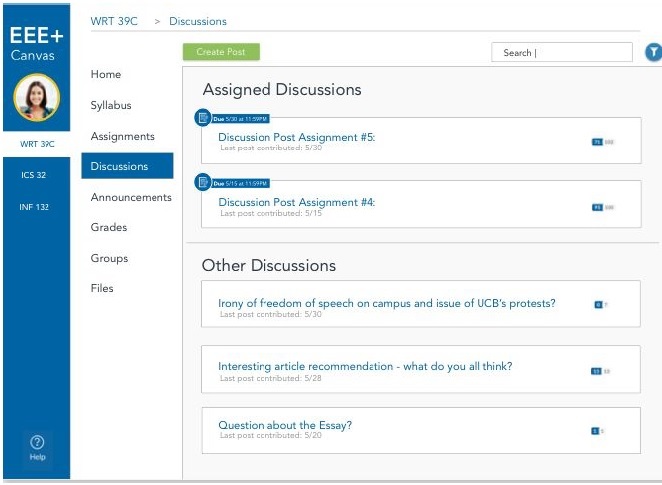 EEE+
Canvas
WRT 39C
ICS 32
INF 132
Help
WRT 39C > Discussions
Home
Syllabus
Assignments
Discussions
Announcements
Grades
Groups
Files
Create Post
Search |
Assigned Discussions
Due 5/30 at 11:59PM
Discussion Post Assignment #5:
Last post contributed: 5/30
Due 5/15 at 11:59PM
Discussion Post Assignment #4:
Last post contributed: 5/15
Other Discussions
Irony of freedom of speech on campus and issue of UCB's protests?
Last post contributed: 5/30
Interesting article recommendation - what do you all think?
Last post contributed: 5/28
Question about the Essay?
Last post contributed: 5/20